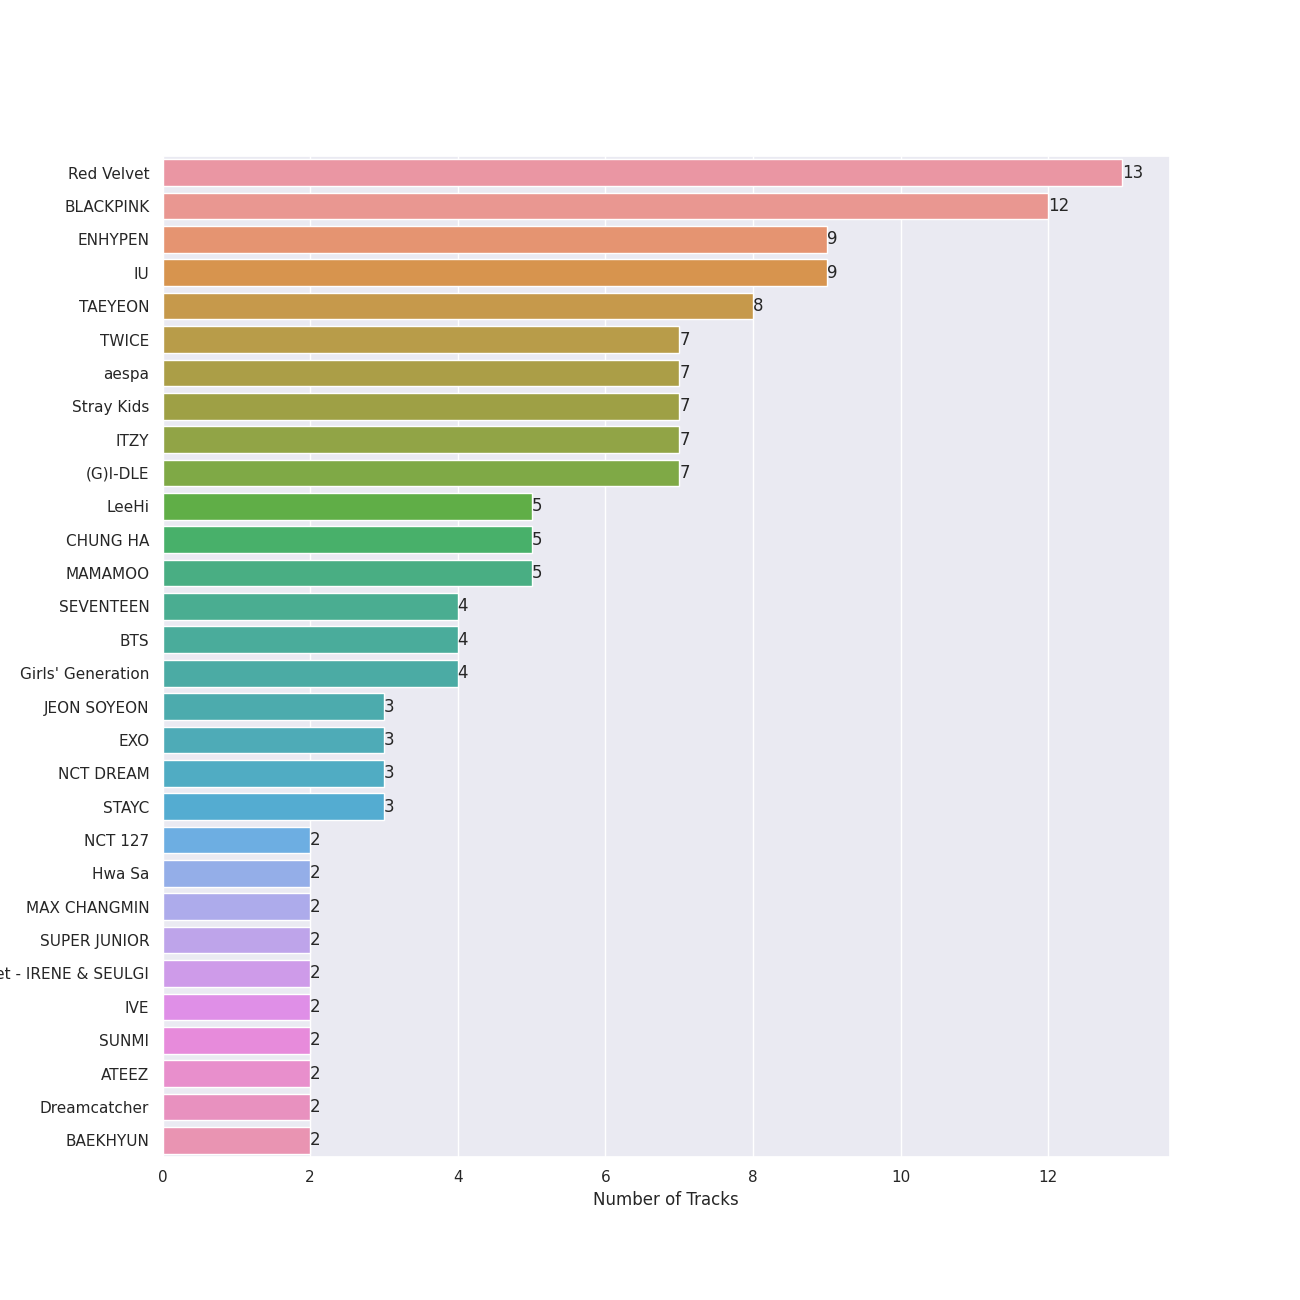 Red Velvet 13
BLACKPINK 12
ENHYPEN 9
IU 9
TAEYEON 8
TWICE 7
aespa 7
Stray Kids 7
ITZY 7
(G)I-DLE 7
LeeHi 5
CHUNG HA 5
MAMAMOO 5
SEVENTEEN 4
BTS 4
Girls' Generation 4
JEON SOYEON 3
EXO 3
NCT DREAM 3
STAYC 3
NCT 127 2
Hwa Sa 2
MAX CHANGMIN 2
SUPER JUNIOR 2
et - IRENE & SEULGI 2
IVE 2
SUNMI 2
ATEEZ 2
Dreamcatcher 2
BAEKHYUN 2
0 2 4 6 8 10 12
Number of Tracks